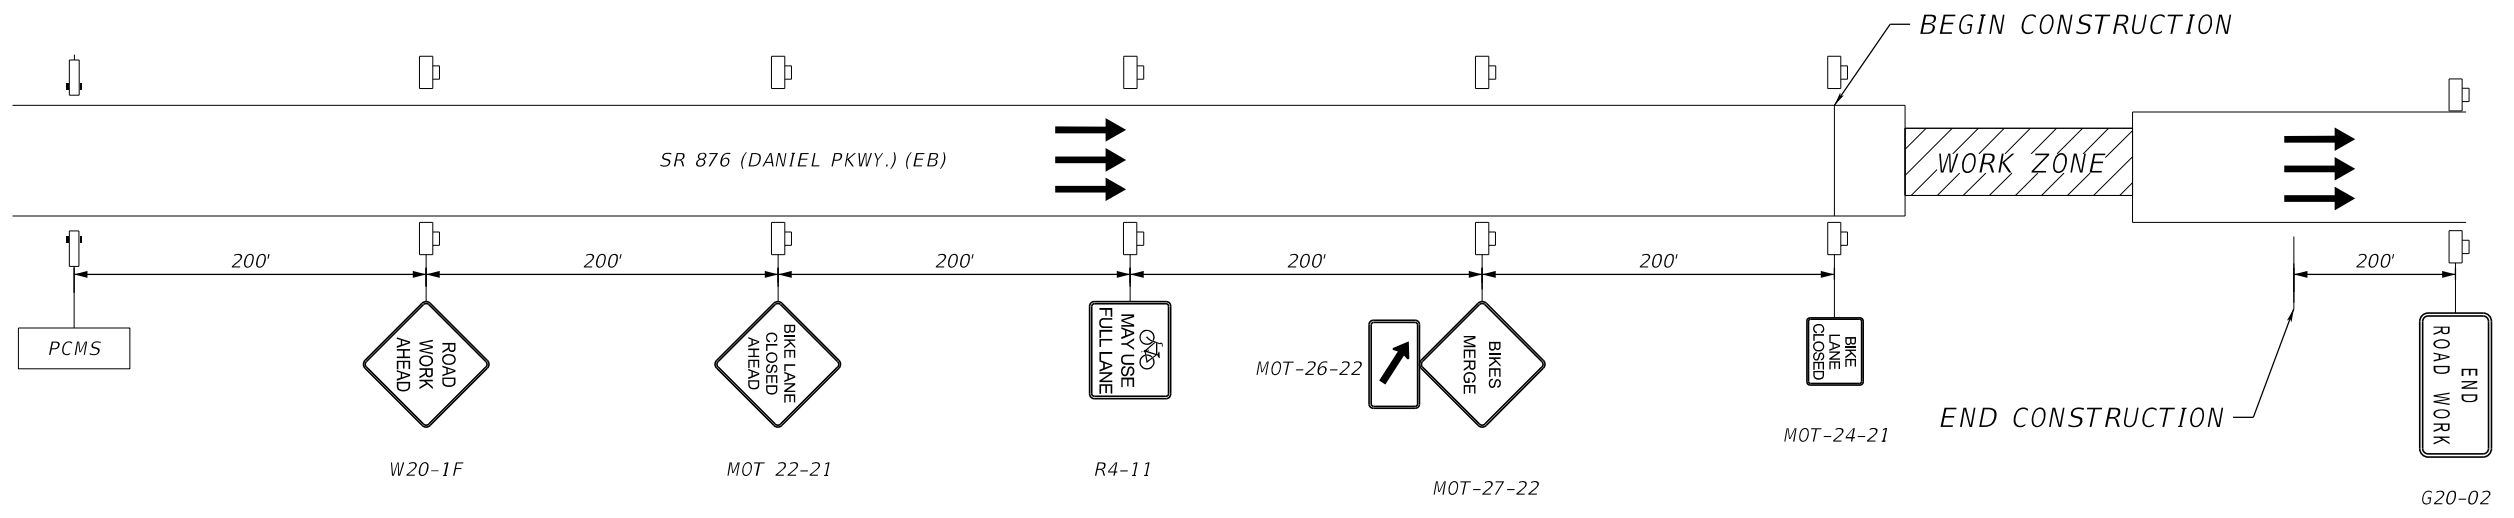 BEGIN CONSTRUCTION
SR 876 (DANIEL PKWY.) (EB)
WORK ZONE
200'
200'
200'
200'
200'
200'
PCMS
ROAD
WORK
AHEAD
BIKE LANE
CLOSED
AHEAD
MAY USE
FULL LANE
MOT-26-22
BIKES
MERGE
BIKE
LANE
CLOSED
END CONSTRUCTION
END
ROAD WORK
MOT-24-21
W20-1F
MOT 22-21
R4-11
MOT-27-22
G20-02